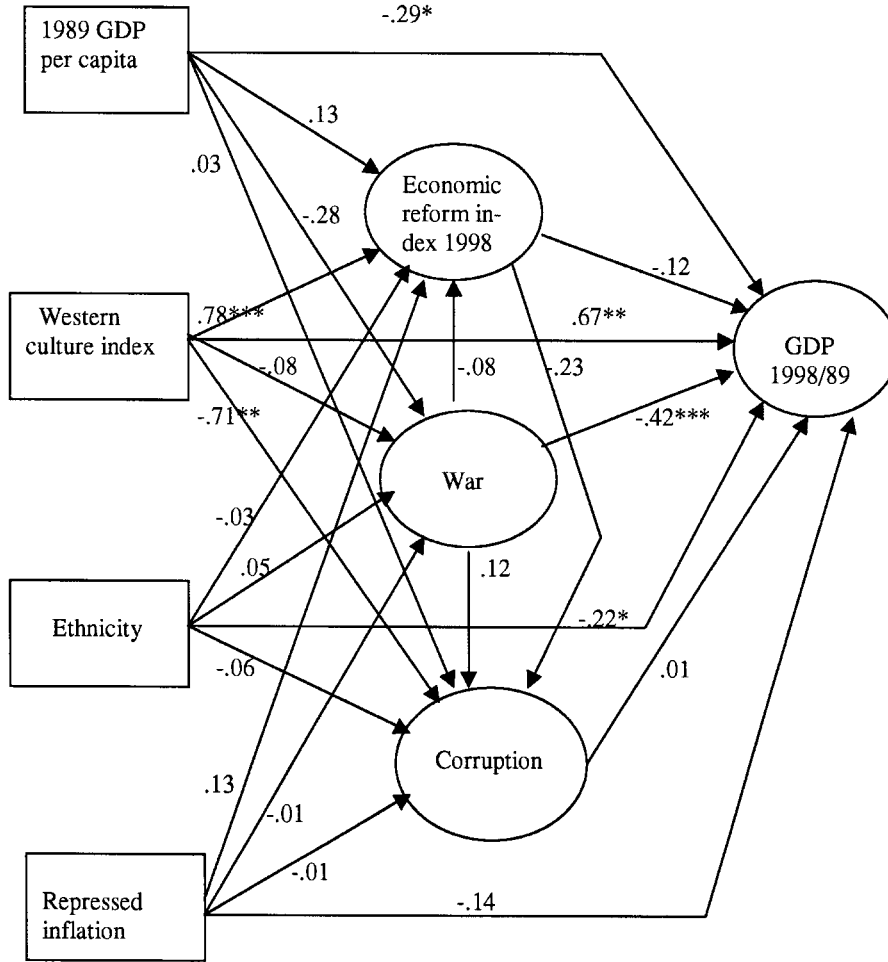 -.29*
1989 GDP
per capita
.13
.03
Economic
reform in-
dex 1998
-.28
-.12
Western
culture index
.78***
.67**
GDP
1998/89
-.08
-.08
-.23
-.71**
-.42***
War
-.03
.05
.12
Ethnicity
-.22*
-.06
.01
Corruption
.13
-.01
-.01
Repressed
inflation
-.14